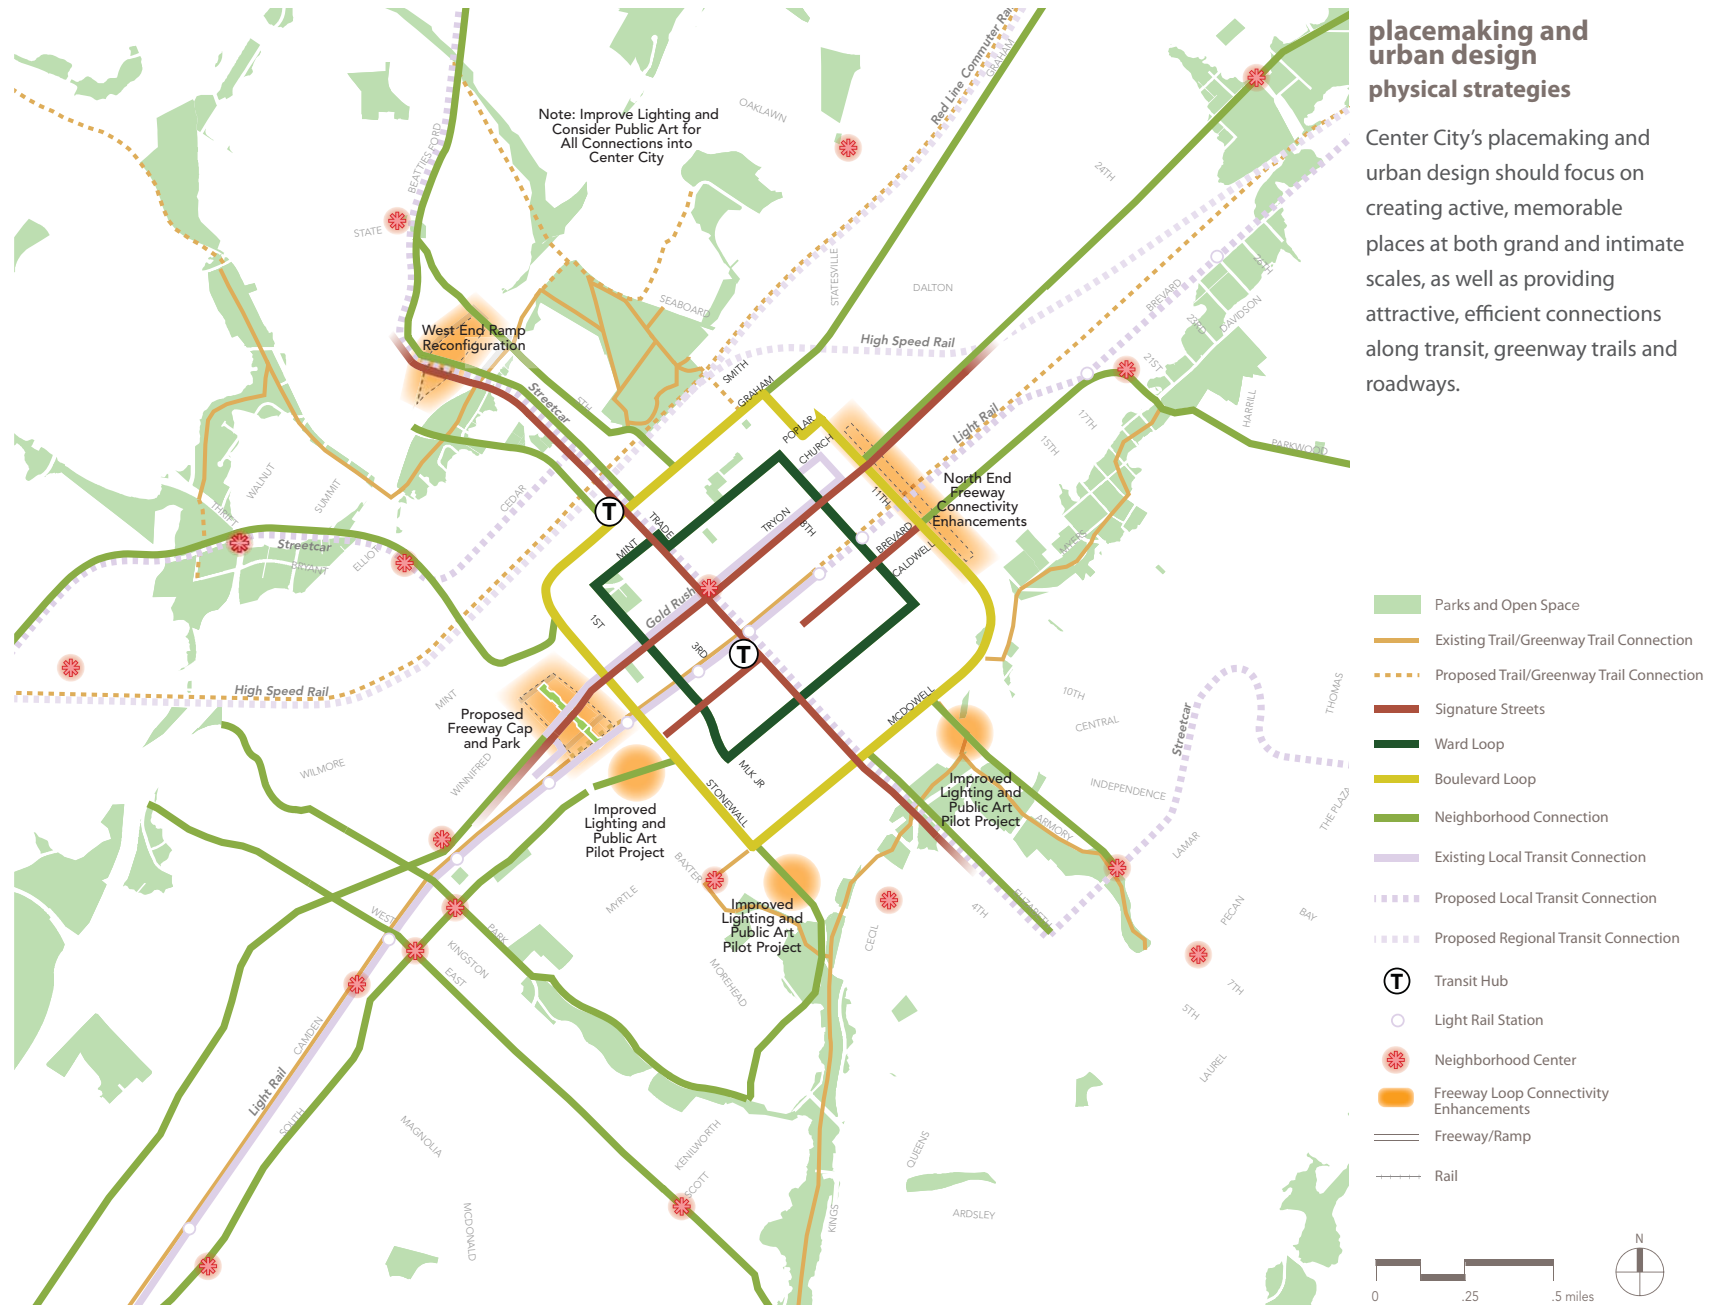 placemaking and
urban design
physical strategies
Center City’s placemaking and
urban design should focus on
creating active, memorable
places at both grand and intimate
scales, as well as providing
attractive, efficient connections
along transit, greenway trails and
roadways.
Parks and Open Space
Existing Trail/Greenway Trail Connection
Proposed Trail/Greenway Trail Connection
Signature Streets
Ward Loop
Boulevard Loop
Neighborhood Connection
Existing Local Transit Connection
Proposed Local Transit Connection
Proposed Regional Transit Connection
T
Transit Hub
Light Rail Station
Neighborhood Center
Freeway Loop Connectivity
Enhancements
Freeway/Ramp
Rail
0
.25
.5 miles
N
Note: Improve Lighting and
Consider Public Art for
All Connections into
Center City
Red Line Commuter Rail
GRAHAM
OAKLAWN
BEATTIES FORD
STATE
24TH
STATESVILLE
DALTON
SEABOARD
BREVARD
26TH
23RD
DAVIDSON
21ST
HARRILL
PARKWOOD
17TH
15TH
High Speed Rail
West End Ramp
Reconfiguration
Streetcar
5TH
SMITH
GRAHAM
POPLAR
CHURCH
Light Rail
North End
Freeway
Connectivity
Enhancements
11TH
BREVARD
CALDWELL
TRYON
8TH
TRADE
MINT
T
WALNUT
SUMMIT
CEDAR
THRIFT
Streetcar
BRYANT
ELLIOT
MYERS
Gold Rush
1ST
3RD
T
High Speed Rail
MINT
Proposed
Freeway Cap
and Park
WILMORE
WINNIFRED
MCDOWELL
10TH
CENTRAL
Streetcar
THOMAS
INDEPENDENCE
THE PLAZA
STONEWALL
MLK JR
Improved
Lighting and
Public Art
Pilot Project
Improved
Lighting and
Public Art
Pilot Project
ARMORY
LAMAR
BAXTER
MYRTLE
Improved
Lighting and
Public Art
Pilot Project
CECIL
4TH
ELIZABETH
PECAN
BAY
WEST
PARK
KINGSTON
EAST
MOREHEAD
7TH
5TH
CAMDEN
Light Rail
SOUTH
LAUREL
MAGNOLIA
KENILWORTH
SCOTT
QUEENS
MCDONALD
KINGS
ARDSLEY